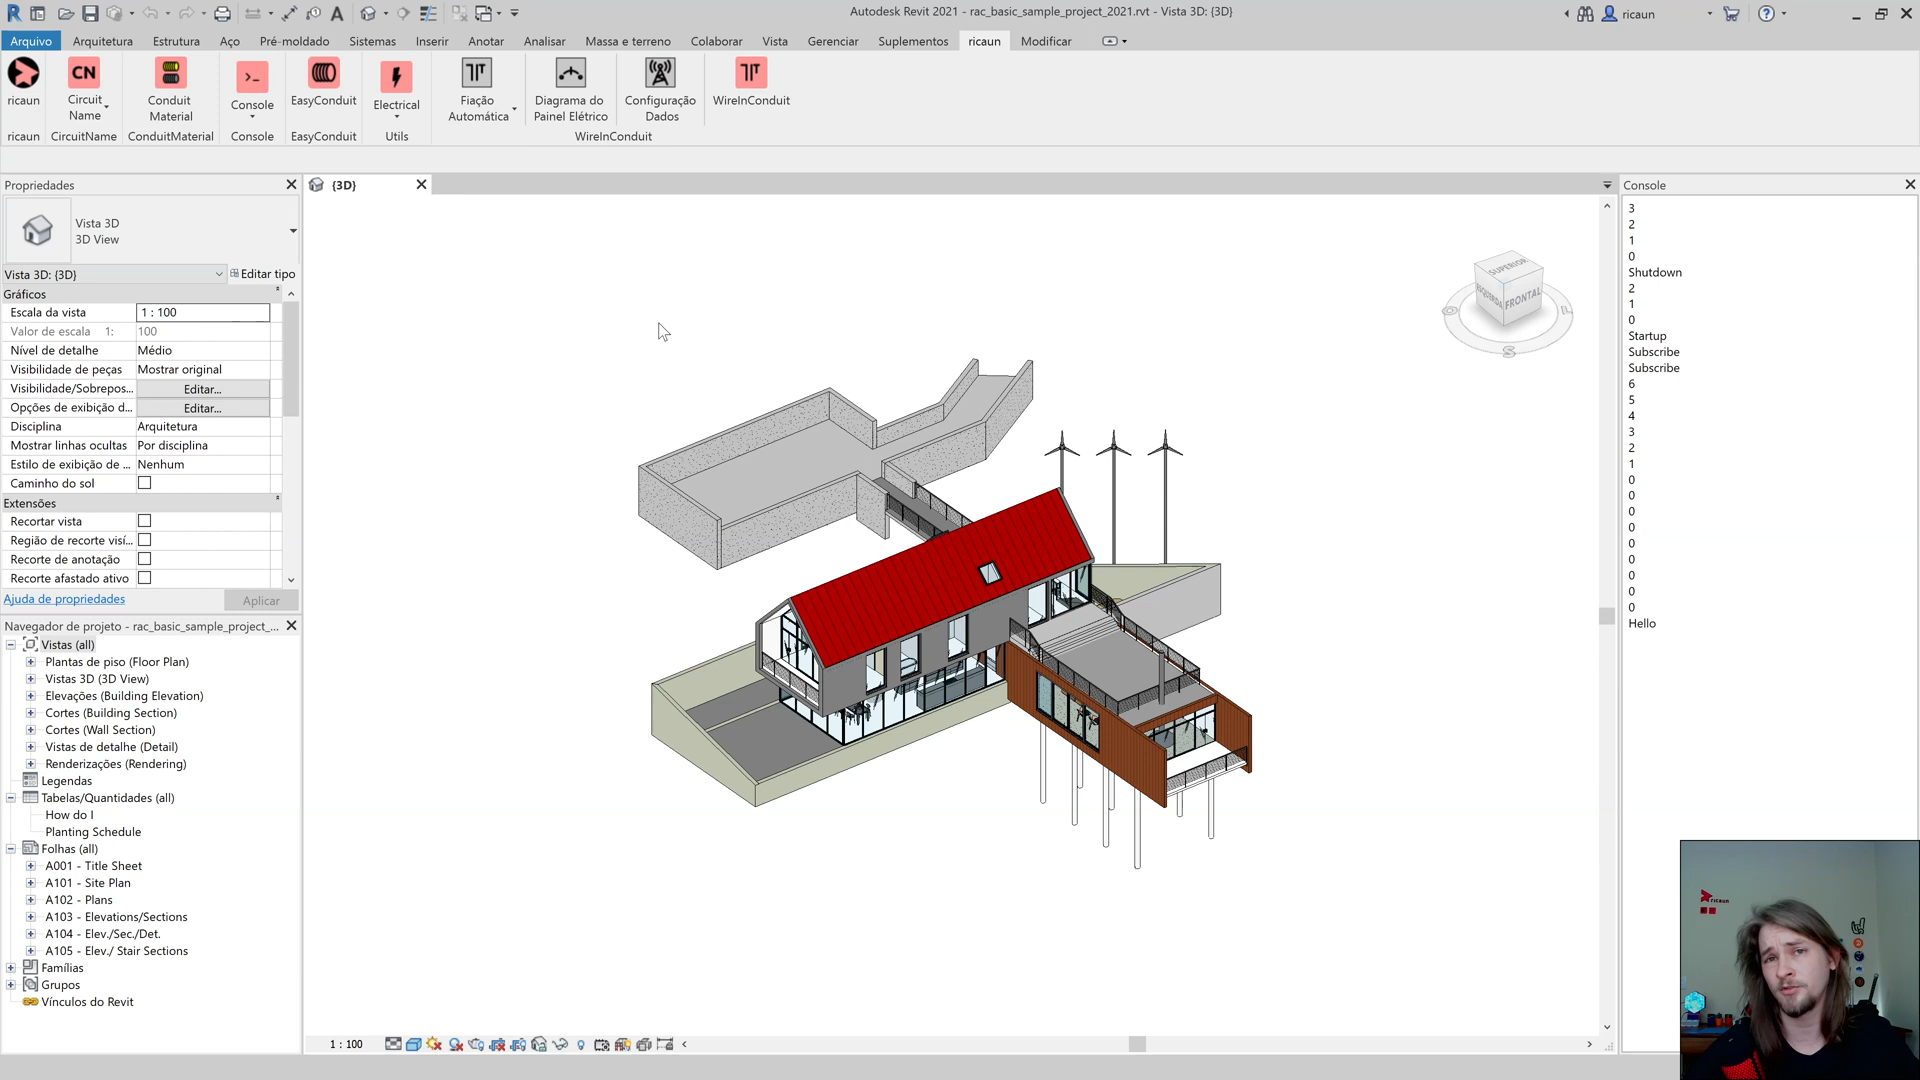 Autodesk Revit 2021 - rac_basic_sample_project_2021.rvt - Vista 3D: {3D}
ricaun
Arquivo
Arquitetura
Estrutura
Aço
Pré-moldado
Sistemas
Inserir
Anotar
Analisar
Massa e terreno
Colaborar
Vista
Gerenciar
Suplementos
ricaun
Modificar
ricaun
CN
Circuit
Name
Conduit
Material
Console
EasyConduit
Electrical
Fiação
Automática
Diagrama do
Painel Elétrico
Configuração
Dados
WireInConduit
ricaun
CircuitName
ConduitMaterial
Console
EasyConduit
Utils
WireInConduit
Propriedades
Vista 3D
3D View
Vista 3D: {3D}
Editar tipo
Gráficos
Escala da vista
1 : 100
Valor de escala 1:
100
Nível de detalhe
Médio
Visibilidade de peças
Mostrar original
Visibilidade/Sobrepos...
Editar...
Opções de exibição d...
Editar...
Disciplina
Arquitetura
Mostrar linhas ocultas
Por disciplina
Estilo de exibição de ...
Nenhum
Caminho do sol
Extensões
Recortar vista
Região de recorte visí...
Recorte de anotação
Recorte afastado ativo
Ajuda de propriedades
Aplicar
Navegador de projeto - rac_basic_sample_project_...
Vistas (all)
Plantas de piso (Floor Plan)
Vistas 3D (3D View)
Elevações (Building Elevation)
Cortes (Building Section)
Cortes (Wall Section)
Vistas de detalhe (Detail)
Renderizações (Rendering)
Legendas
Tabelas/Quantidades (all)
How do I
Planting Schedule
Folhas (all)
A001 - Title Sheet
A101 - Site Plan
A102 - Plans
A103 - Elevations/Sections
A104 - Elev./Sec./Det.
A105 - Elev./ Stair Sections
Famílias
Grupos
Vínculos do Revit
{3D}
SUPERIOR
ESQUERDA
FRONTAL
O
L
S
1 : 100
Console
3
2
1
0
Shutdown
2
1
0
Startup
Subscribe
Subscribe
6
5
4
3
2
1
0
0
0
0
0
0
0
0
0
Hello
ricaun